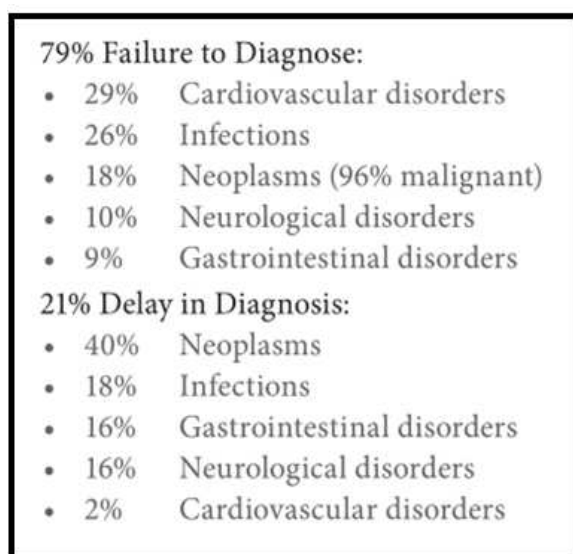 79% Failure to Diagnose:
• 29% Cardiovascular disorders
• 26% Infections
• 18% Neoplasms (96% malignant)
• 10% Neurological disorders
• 9% Gastrointestinal disorders
21% Delay in Diagnosis:
• 40% Neoplasms
• 18% Infections
• 16% Gastrointestinal disorders
• 16% Neurological disorders
• 2% Cardiovascular disorders